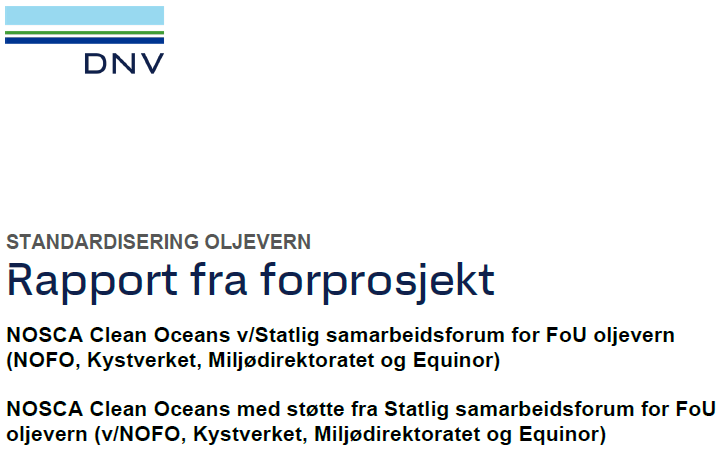 DNV
STANDARDISERING OLJEVERN
Rapport fra forprosjekt
NOSCA Clean Oceans v/Statlig samarbeidsforum for FoU oljevern
(NOFO, Kystverket, Miljødirektoratet og Equinor)
NOSCA Clean Oceans med støtte fra Statlig samarbeidsforum for FoU
oljevern (v/NOFO, Kystverket, Miljødirektoratet og Equinor)